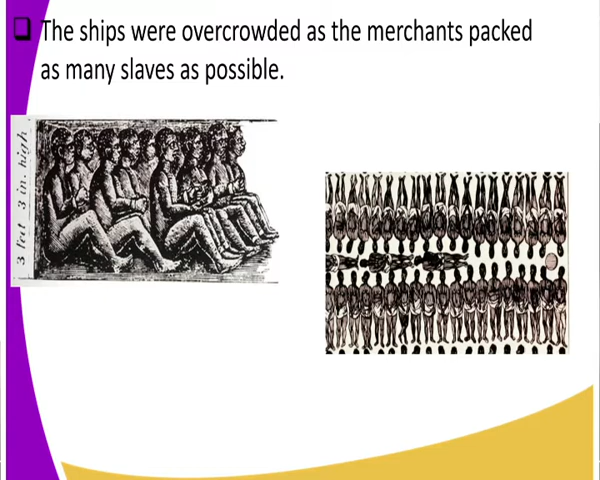 The ships were overcrowded as the merchants packed
as many slaves as possible.
3 feet 3 in. high